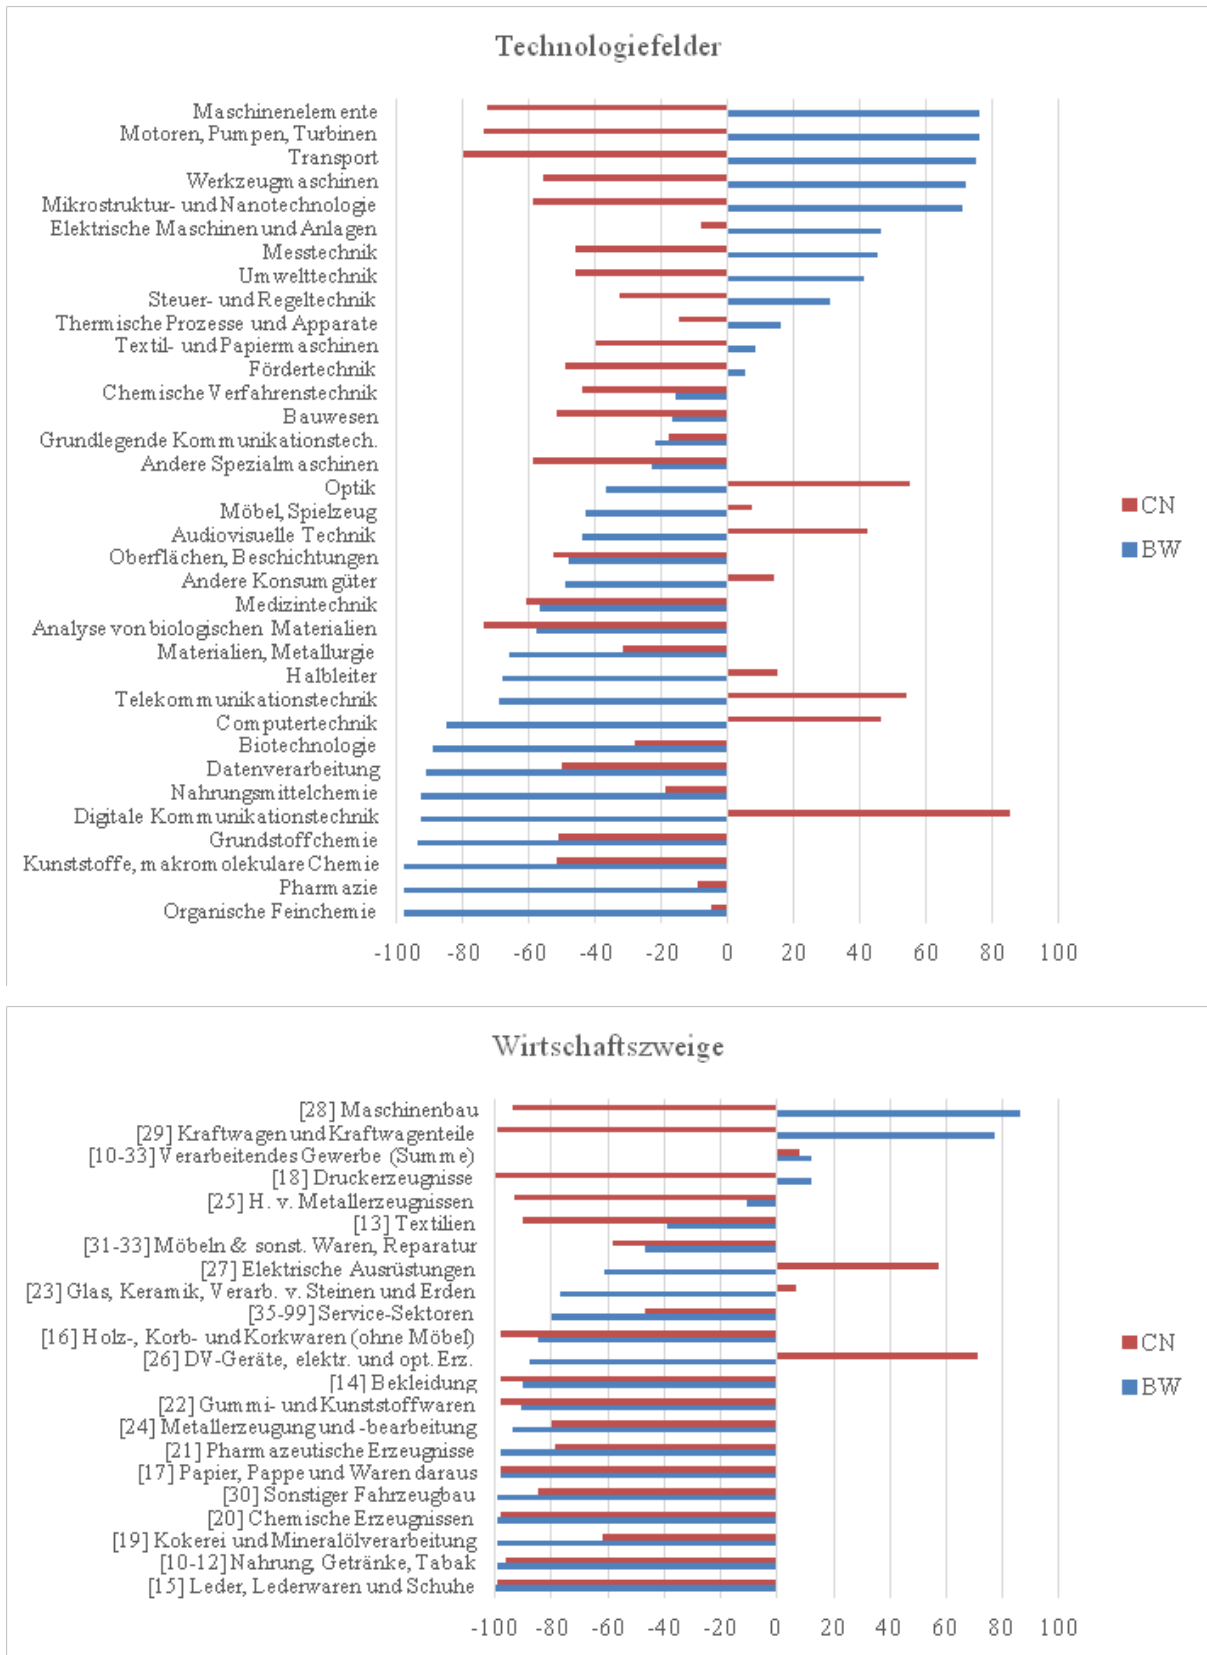 Technologiefelder
Maschinenelemente
Motoren, Pumpen, Turbinen
Transport
Werkzeugmaschinen
Mikrostruktur- und Nanotechnologie
Elektrische Maschinen und Anlagen
Messtechnik
Umwelttechnik
Steuer- und Regeltechnik
Thermische Prozesse und Apparate
Textil- und Papiermaschinen
Fördertechnik
Chemische Verfahrenstechnik
Bauwesen
Grundlegende Kommunikationstech.
Andere Spezialmaschinen
Optik
Möbel, Spielzeug
Audiovisuelle Technik
Oberflächen, Beschichtungen
Andere Konsumgüter
Medizintechnik
Analyse von biologischen Materialien
Materialien, Metallurgie
Halbleiter
Telekommunikationstechnik
Computertechnik
Biotechnologie
Datenverarbeitung
Nahrungsmittelchemie
Digitale Kommunikationstechnik
Grundstoffchemie
Kunststoffe, makromolekulare Chemie
Pharmazie
Organische Feinchemie
CN
BW
-100 -80 -60 -40 -20 0 20 40 60 80 100
Wirtschaftszweige
[28] Maschinenbau
[29] Kraftwagen und Kraftwagenteile
[10-33] Verarbeitendes Gewerbe (Summe)
[18] Druckerzeugnisse
[25] H. v. Metallerzeugnissen
[13] Textilien
[31-33] Möbeln & sonst. Waren, Reparatur
[27] Elektrische Ausrüstungen
[23] Glas, Keramik, Verarb. v. Steinen und Erden
[35-99] Service-Sektoren
[16] Holz-, Korb- und Korkwaren (ohne Möbel)
[26] DV-Geräte, elektr. und opt. Erz.
[14] Bekleidung
[22] Gummi- und Kunststoffwaren
[24] Metallerzeugung und -bearbeitung
[21] Pharmazeutische Erzeugnisse
[17] Papier, Pappe und Waren daraus
[30] Sonstiger Fahrzeugbau
[20] Chemische Erzeugnissen
[19] Kokerei und Mineralölverarbeitung
[10-12] Nahrung, Getränke, Tabak
[15] Leder, Lederwaren und Schuhe
CN
BW
-100 -80 -60 -40 -20 0 20 40 60 80 100